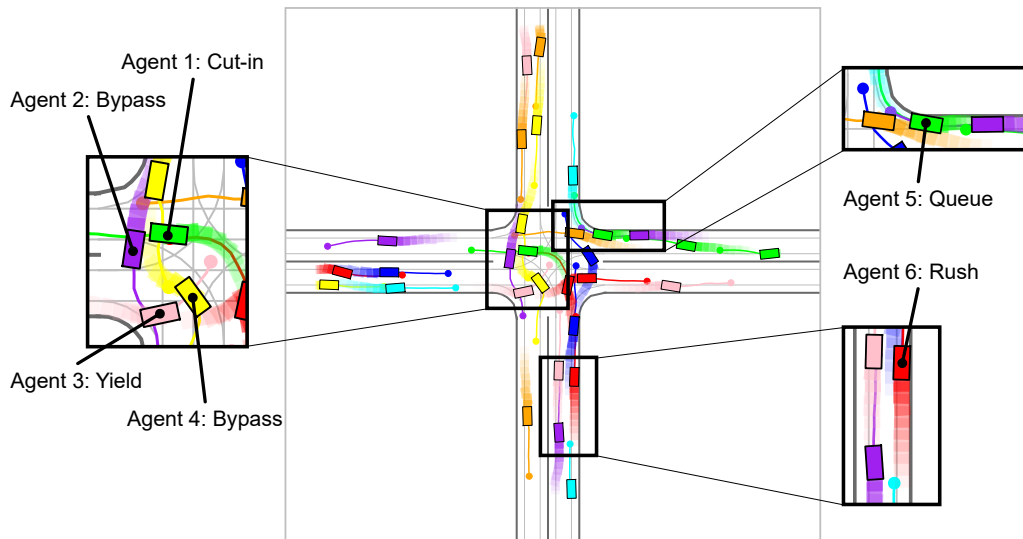 Agent 1: Cut-in
Agent 2: Bypass
Agent 3: Yield
Agent 4: Bypass
Agent 5: Queue
Agent 6: Rush